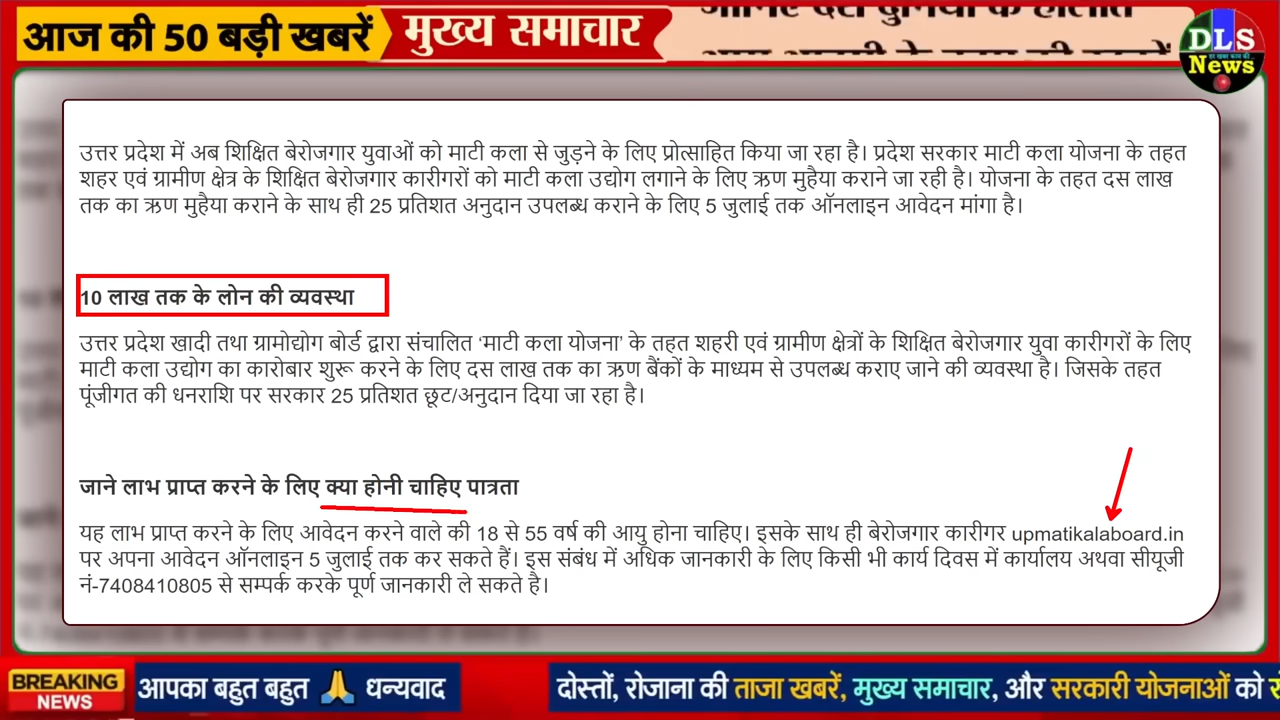 आज की 50 बड़ी खबरें
मुख्य समाचार
DLS
News
उत्तर प्रदेश में अब शिक्षित बेरोजगार युवाओं को माटी कला से जुड़ने के लिए प्रोत्साहित किया जा रहा है। प्रदेश सरकार माटी कला योजना के तहत
शहर एवं ग्रामीण क्षेत्र के शिक्षित बेरोजगार कारीगरों को माटी कला उद्योग लगाने के लिए ऋण मुहैया कराने जा रही है। योजना के तहत दस लाख
तक का ऋण मुहैया कराने के साथ ही 25 प्रतिशत अनुदान उपलब्ध कराने के लिए 5 जुलाई तक ऑनलाइन आवेदन मांगा है।
10 लाख तक के लोन की व्यवस्था
उत्तर प्रदेश खादी तथा ग्रामोद्योग बोर्ड द्वारा संचालित ‘माटी कला योजना’ के तहत शहरी एवं ग्रामीण क्षेत्रों के शिक्षित बेरोजगार युवा कारीगरों के लिए
माटी कला उद्योग का कारोबार शुरू करने के लिए दस लाख तक का ऋण बैंकों के माध्यम से उपलब्ध कराए जाने की व्यवस्था है। जिसके तहत
पूंजीगत की धनराशि पर सरकार 25 प्रतिशत छूट/अनुदान दिया जा रहा है।
जाने लाभ प्राप्त करने के लिए क्या होनी चाहिए पात्रता
यह लाभ प्राप्त करने के लिए आवेदन करने वाले की 18 से 55 वर्ष की आयु होना चाहिए। इसके साथ ही बेरोजगार कारीगर upmatikalaboard.in
पर अपना आवेदन ऑनलाइन 5 जुलाई तक कर सकते हैं। इस संबंध में अधिक जानकारी के लिए किसी भी कार्य दिवस में कार्यालय अथवा सीयूजी
नं-7408410805 से सम्पर्क करके पूर्ण जानकारी ले सकते है।
BREAKING
NEWS
आपका बहुत बहुत 🙏 धन्यवाद
दोस्तों, रोजाना की ताजा खबरें, मुख्य समाचार, और सरकारी योजनाओं को